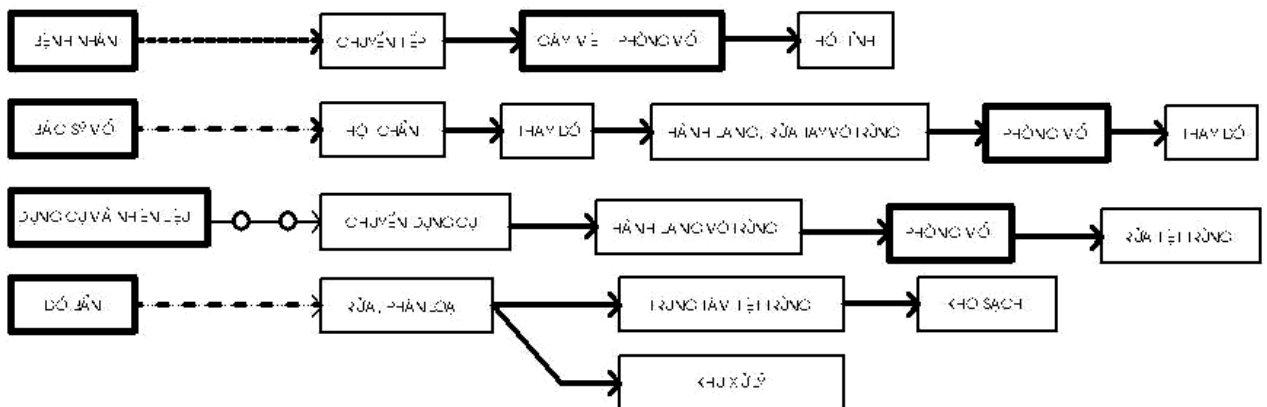 BỆNH NHÂN
CHUYỂN TIẾP
GÂY MÊ PHÒNG MỔ
HỒI TỈNH
BÁC SỸ MỔ
HỘI CHẨN
THAY ĐỒ
HÀNH LANG, RỬA TAY VÔ TRÙNG
PHÒNG MỔ
THAY ĐỒ
DỤNG CỤ VÀ NHIÊN LIỆU
CHUYỂN DỤNG CỤ
HÀNH LANG VÔ TRÙNG
PHÒNG MỔ
RỬA TIỆT TRÙNG
ĐỒ BẨN
RỬA, PHÂN LOẠI
TRUNG TÂM TIỆT TRÙNG
KHO SẠCH
KHU XỬ LÝ